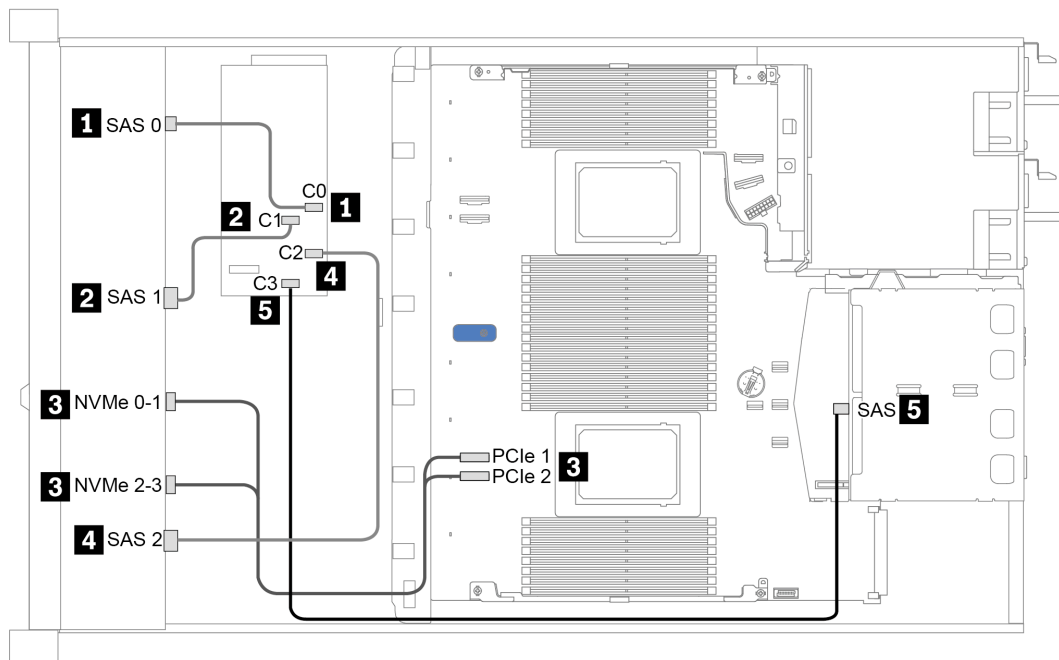 1 SAS 0
C0
1
2 C1
C2
4
2 SAS 1
C3
5
3 NVMe 0-1
SAS 5
PCIe 1
3
PCIe 2
3 NVMe 2-3
4 SAS 2